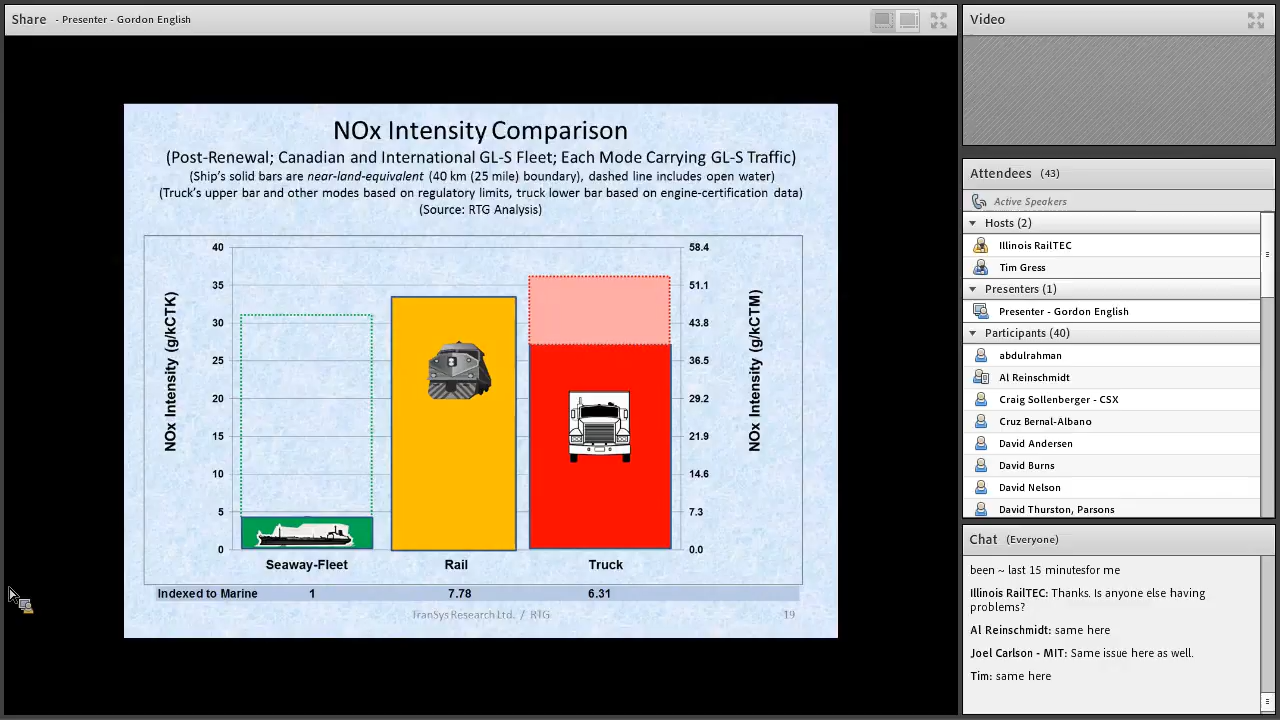 Share - Presenter - Gordon English
NOx Intensity Comparison
(Post-Renewal; Canadian and International GL-S Fleet; Each Mode Carrying GL-S Traffic)
(Ship's solid bars are near-land-equivalent (40 km (25 mile) boundary), dashed line includes open water)
(Truck's upper bar and other modes based on regulatory limits, truck lower bar based on engine-certification data)
(Source: RTG Analysis)
NOx Intensity (g/kCTK)
40
35
30
25
20
15
10
5
0
58.4
51.1
43.8
36.5
29.2
21.9
14.6
7.3
0.0
NOx Intensity (g/kCTM)
Seaway-Fleet Rail Truck
Indexed to Marine 1 7.78 6.31
TranSys Research Ltd. / RTG 19
Video
Attendees (43)
Active Speakers
Hosts (2)
Illinois RailTEC
Tim Gress
Presenters (1)
Presenter - Gordon English
Participants (40)
abdulrahman
Al Reinschmidt
Craig Sollenberger - CSX
Cruz Bernal-Albano
David Andersen
David Burns
David Nelson
David Thurston, Parsons
Chat (Everyone)
been ~ last 15 minutesfor me
Illinois RailTEC: Thanks. Is anyone else having
problems?
Al Reinschmidt: same here
Joel Carlson - MIT: Same issue here as well.
Tim: same here